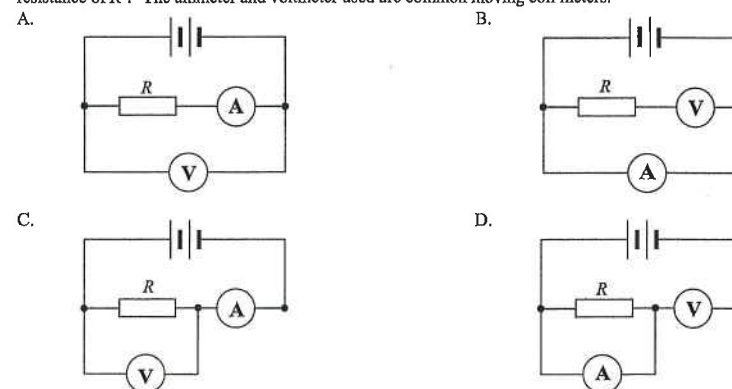 resistance of R ? The ammeter and voltmeter used are common moving coil meters.
A.
B.
R
A
R
V
V
A
C.
D.
R
A
R
V
V
A